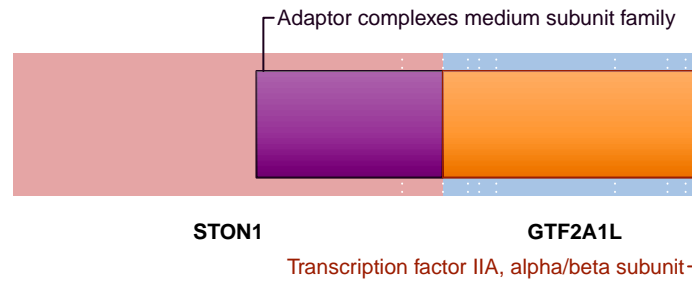 Adaptor complexes medium subunit family
STON1
GTF2A1L
Transcription factor IIA, alpha/beta subunit